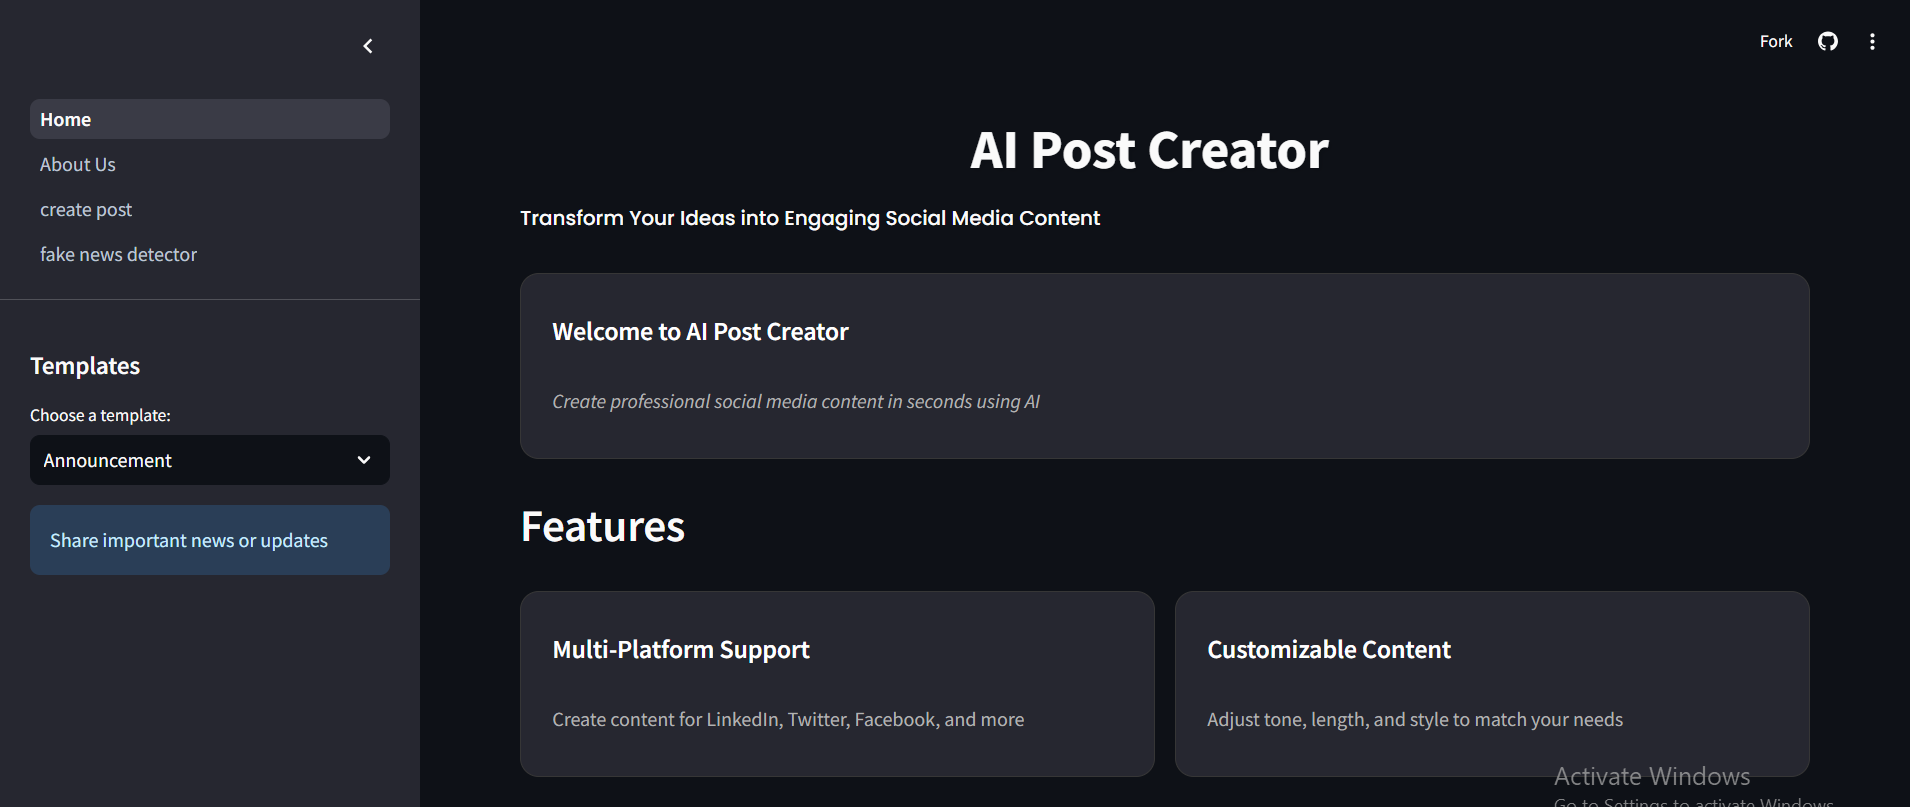 Fork
Home
About Us
create post
fake news detector
Templates
Choose a template:
Announcement
Share important news or updates
AI Post Creator
Transform Your Ideas into Engaging Social Media Content
Welcome to AI Post Creator
Create professional social media content in seconds using AI
Features
Multi-Platform Support
Create content for LinkedIn, Twitter, Facebook, and more
Customizable Content
Adjust tone, length, and style to match your needs
Activate Windows
Go to Settings to activate Windows.